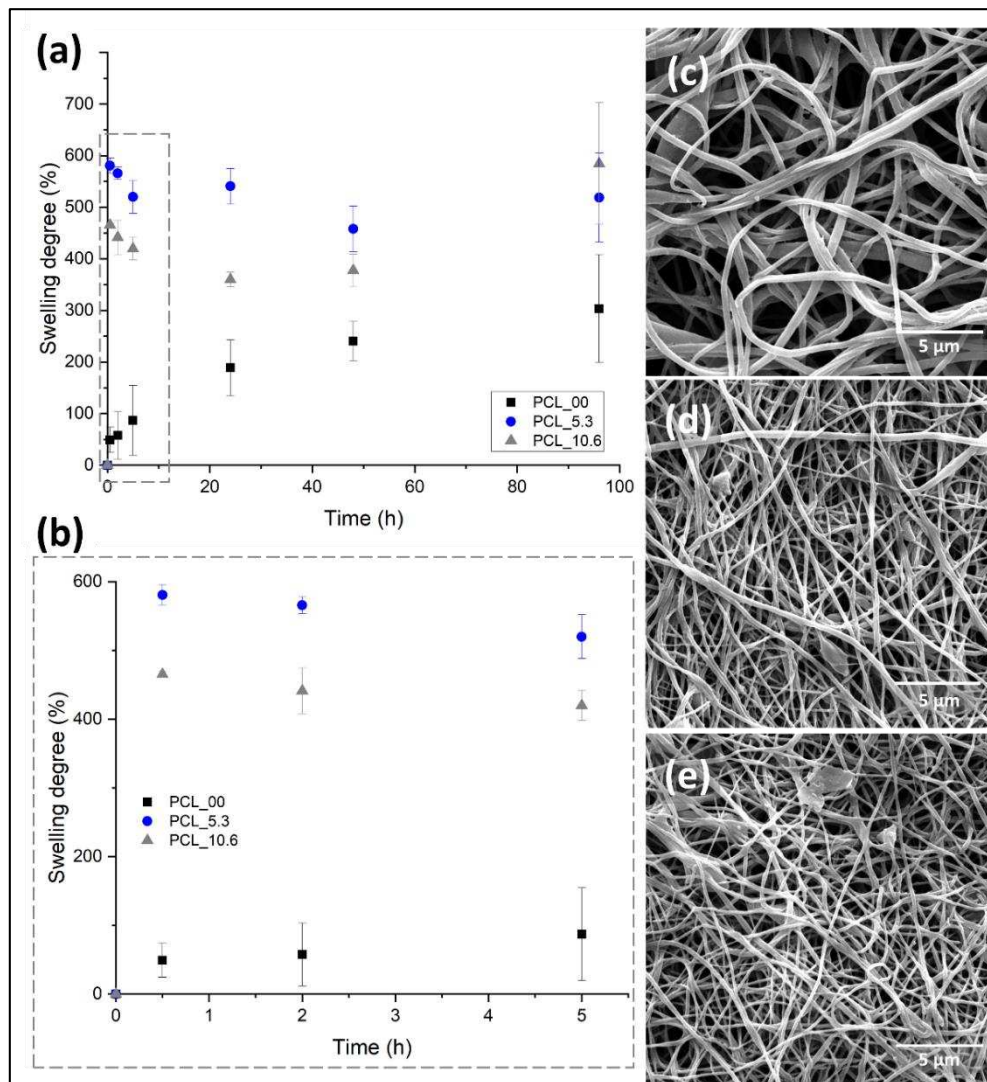 (a)
Swelling degree (%)
700
600
500
400
300
200
100
0
0 20 40 60 80 100
Time (h)
PCL_00
PCL_5.3
PCL_10.6
(b)
Swelling degree (%)
600
400
200
0
0 1 2 3 4 5
Time (h)
PCL_00
PCL_5.3
PCL_10.6
(c)
5 µm
(d)
5 µm
(e)
5 µm